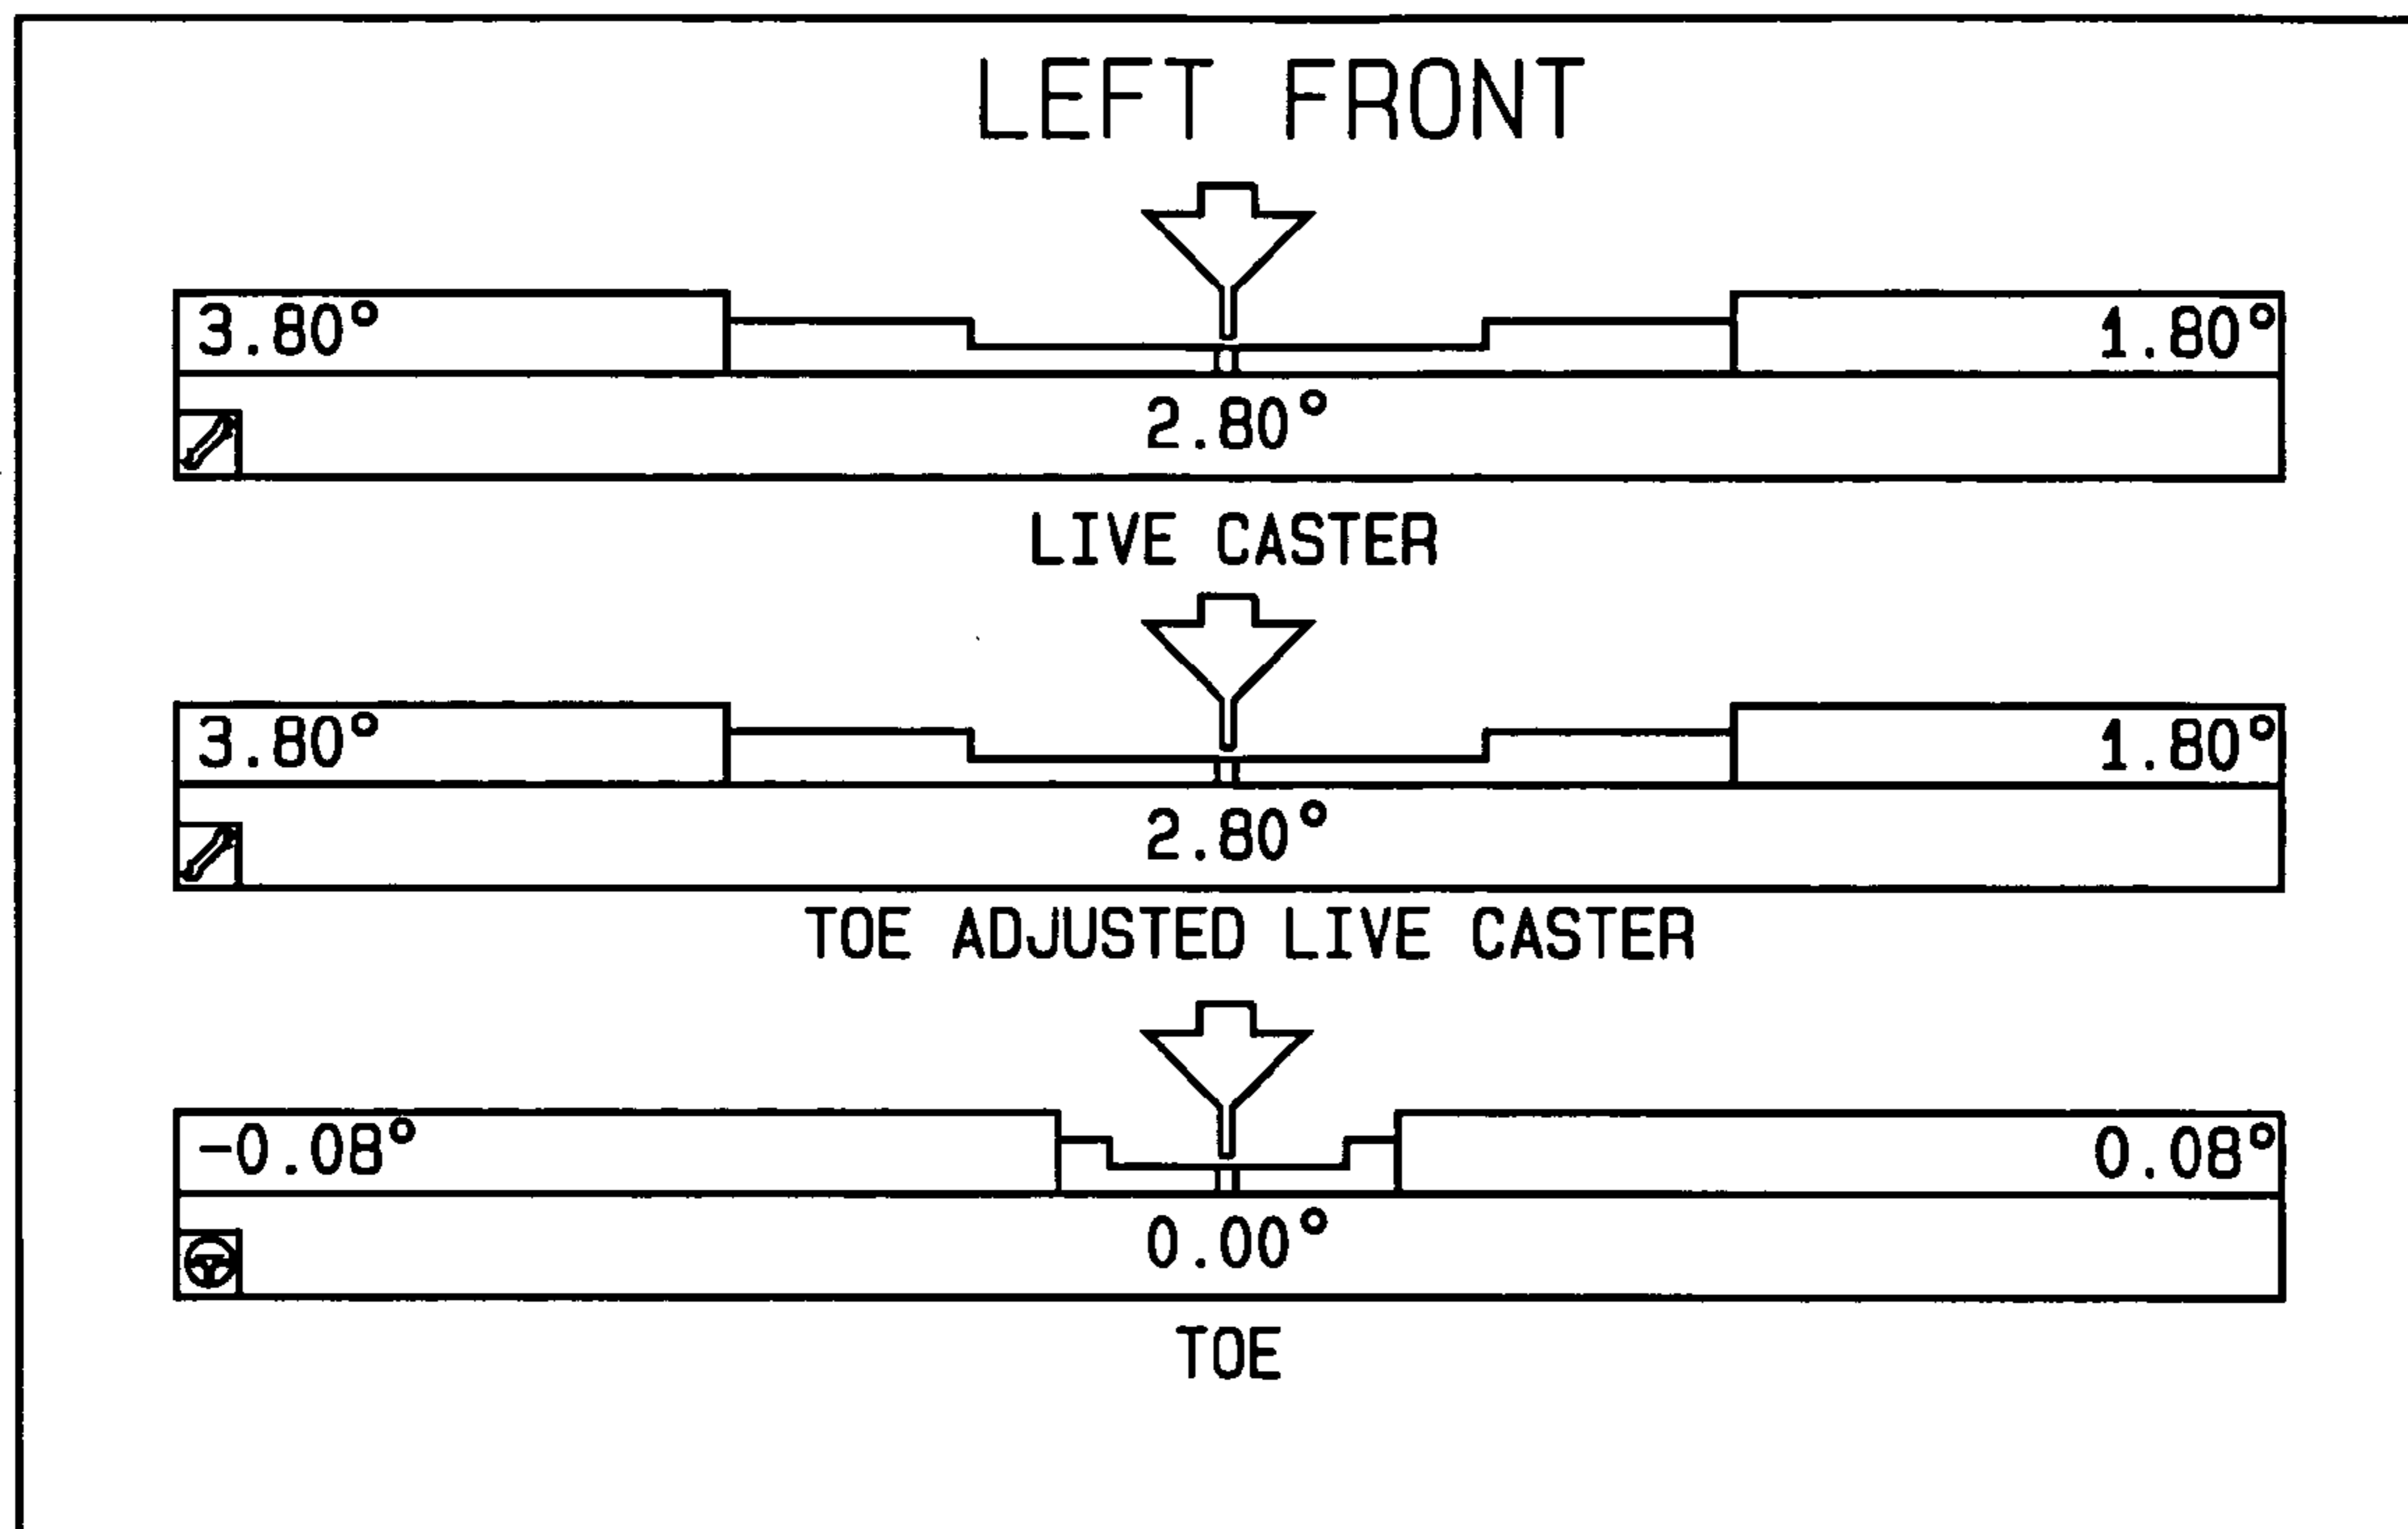 LEFT FRONT
3.80° 1.80°
2.80°
LIVE CASTER
3.80° 1.80°
2.80°
TOE ADJUSTED LIVE CASTER
-0.08° 0.08°
0.00°
TOE